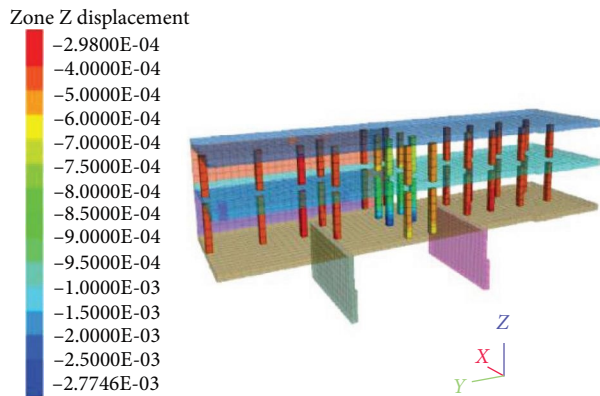 Zone Z displacement
–2.9800E-04
–4.0000E-04
–5.0000E-04
–6.0000E-04
–7.0000E-04
–7.5000E-04
–8.0000E-04
–8.5000E-04
–9.0000E-04
–9.5000E-04
–1.0000E-03
–1.5000E-03
–2.0000E-03
–2.5000E-03
–2.7746E-03
Z
X
Y